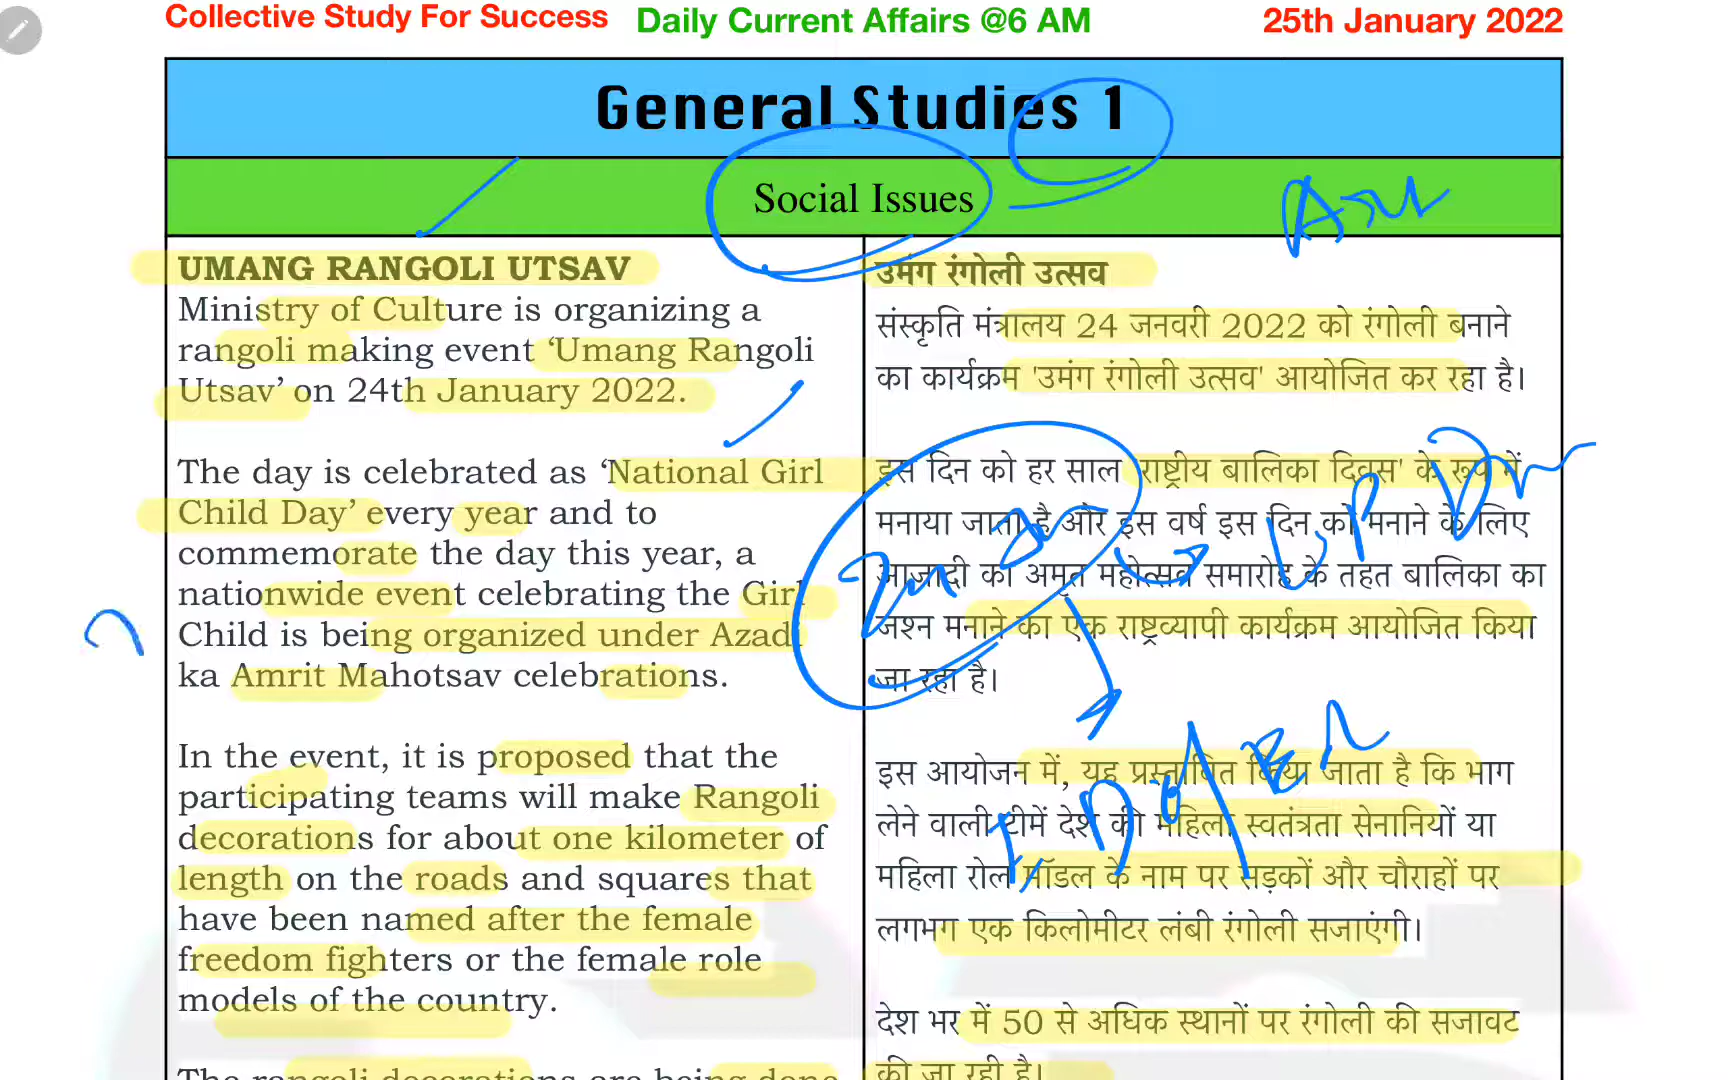 Collective Study For Success Daily Current Affairs @6 AM 25th January 2022
General Studies 1
Social Issues
UMANG RANGOLI UTSAV
Ministry of Culture is organizing a
rangoli making event ‘Umang Rangoli
Utsav’ on 24th January 2022.
The day is celebrated as ‘National Girl
Child Day’ every year and to
commemorate the day this year, a
nationwide event celebrating the Girl
Child is being organized under Azadi
ka Amrit Mahotsav celebrations.
In the event, it is proposed that the
participating teams will make Rangoli
decorations for about one kilometer of
length on the roads and squares that
have been named after the female
freedom fighters or the female role
models of the country.
The rangoli decorations are being done
उमंग रंगोली उत्सव
संस्कृति मंत्रालय 24 जनवरी 2022 को रंगोली बनाने
का कार्यक्रम 'उमंग रंगोली उत्सव' आयोजित कर रहा है।
इस दिन को हर साल राष्ट्रीय बालिका दिवस' के रूप में
मनाया जाता है और इस वर्ष इस दिन को मनाने के लिए
आज़ादी का अमृत महोत्सव समारोह के तहत बालिका का
जश्न मनाने का एक राष्ट्रव्यापी कार्यक्रम आयोजित किया
जा रहा है।
इस आयोजन में, यह प्रस्तावित किया जाता है कि भाग
लेने वाली टीमें देश की महिला स्वतंत्रता सेनानियों या
महिला रोल मॉडल के नाम पर सड़कों और चौराहों पर
लगभग एक किलोमीटर लंबी रंगोली सजाएंगी।
देश भर में 50 से अधिक स्थानों पर रंगोली की सजावट
की जा रही है।